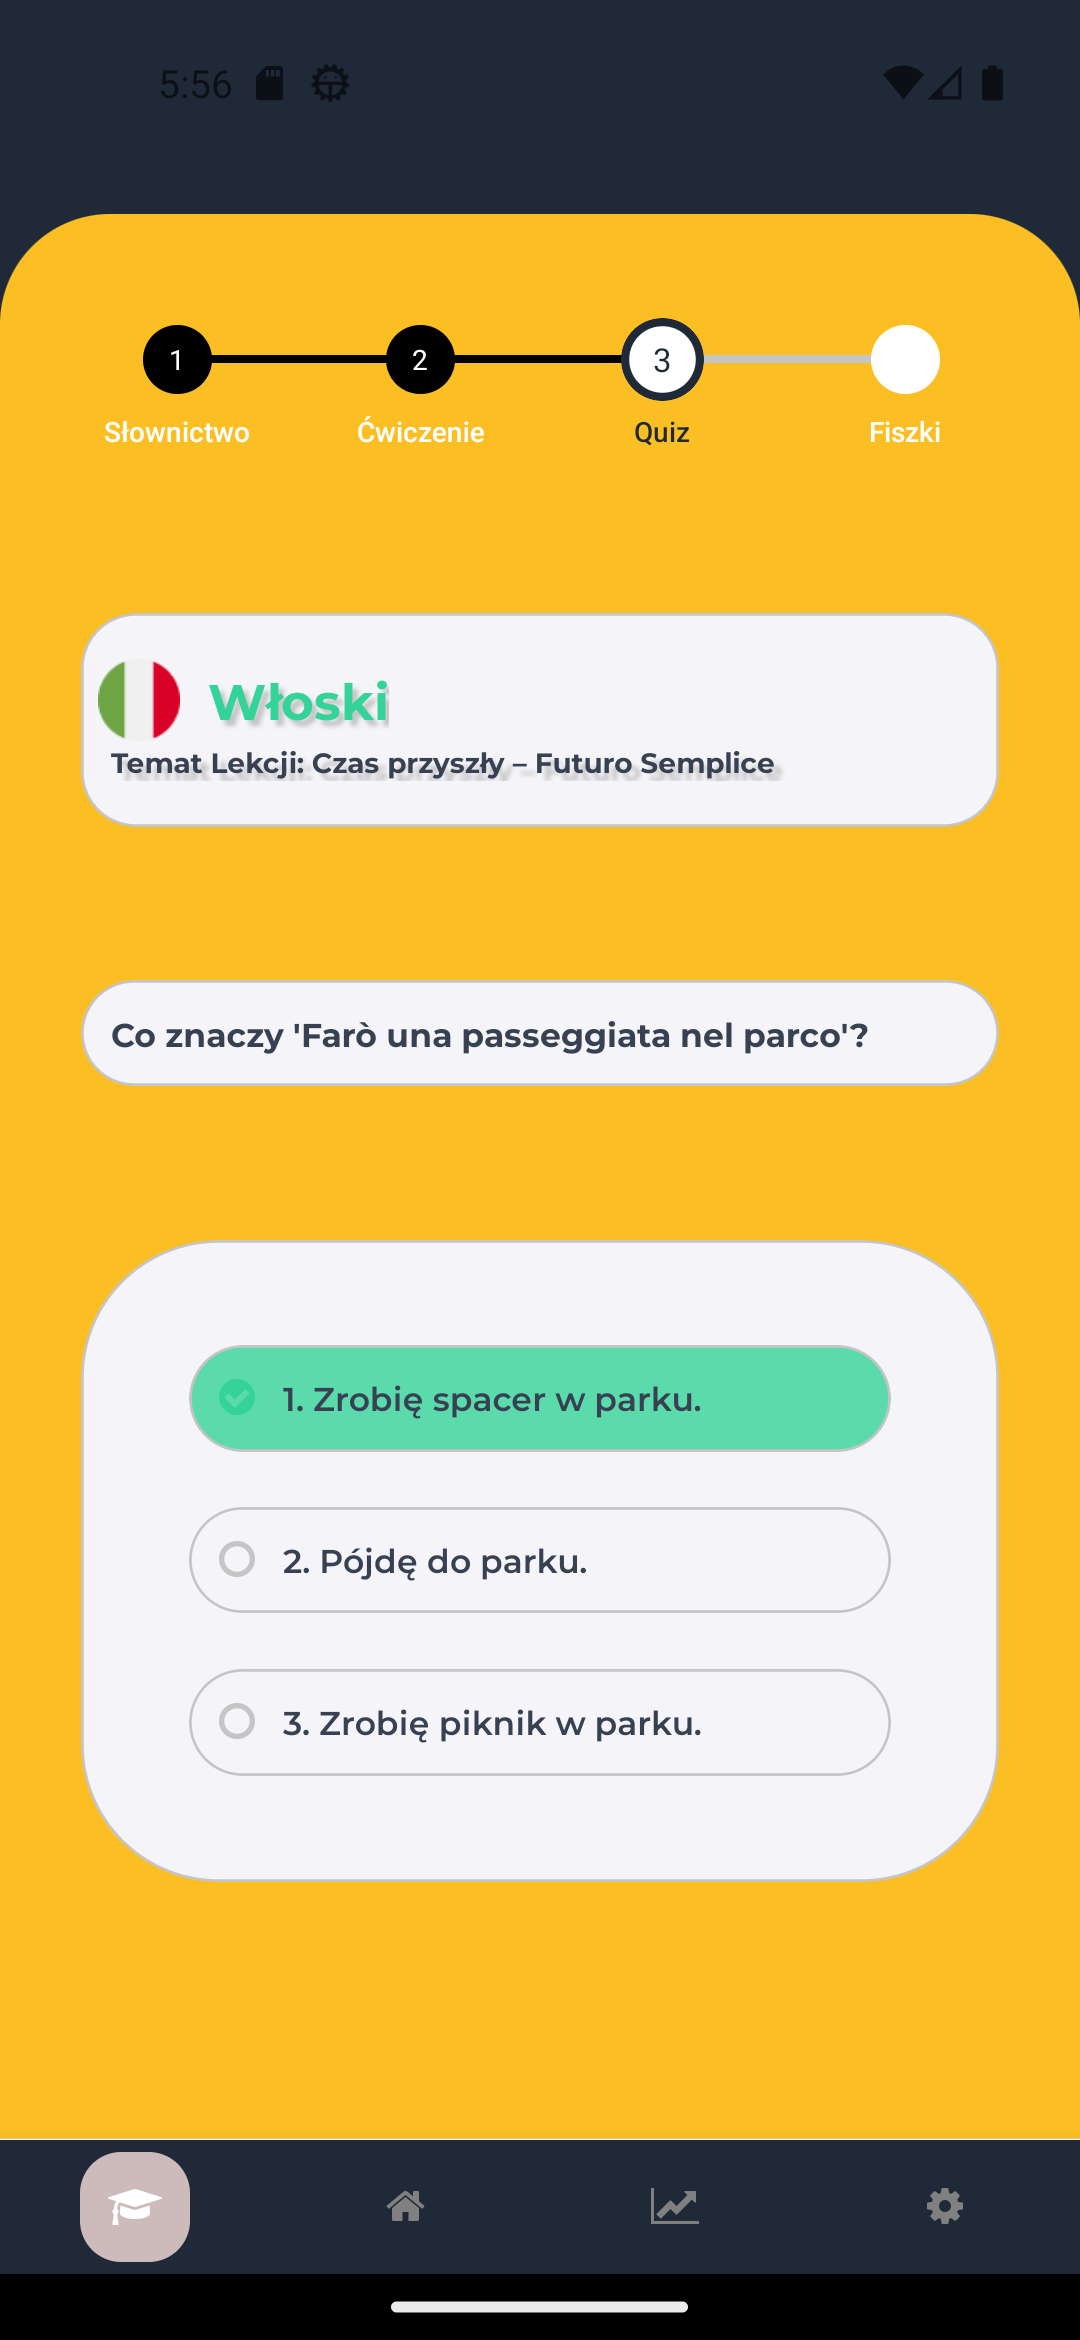 5:56
1 2 3
Słownictwo Ćwiczenie Quiz Fiszki
Włoski
Temat Lekcji: Czas przyszły – Futuro Semplice
Co znaczy 'Farò una passeggiata nel parco'?
1. Zrobię spacer w parku.
2. Pójdę do parku.
3. Zrobię piknik w parku.